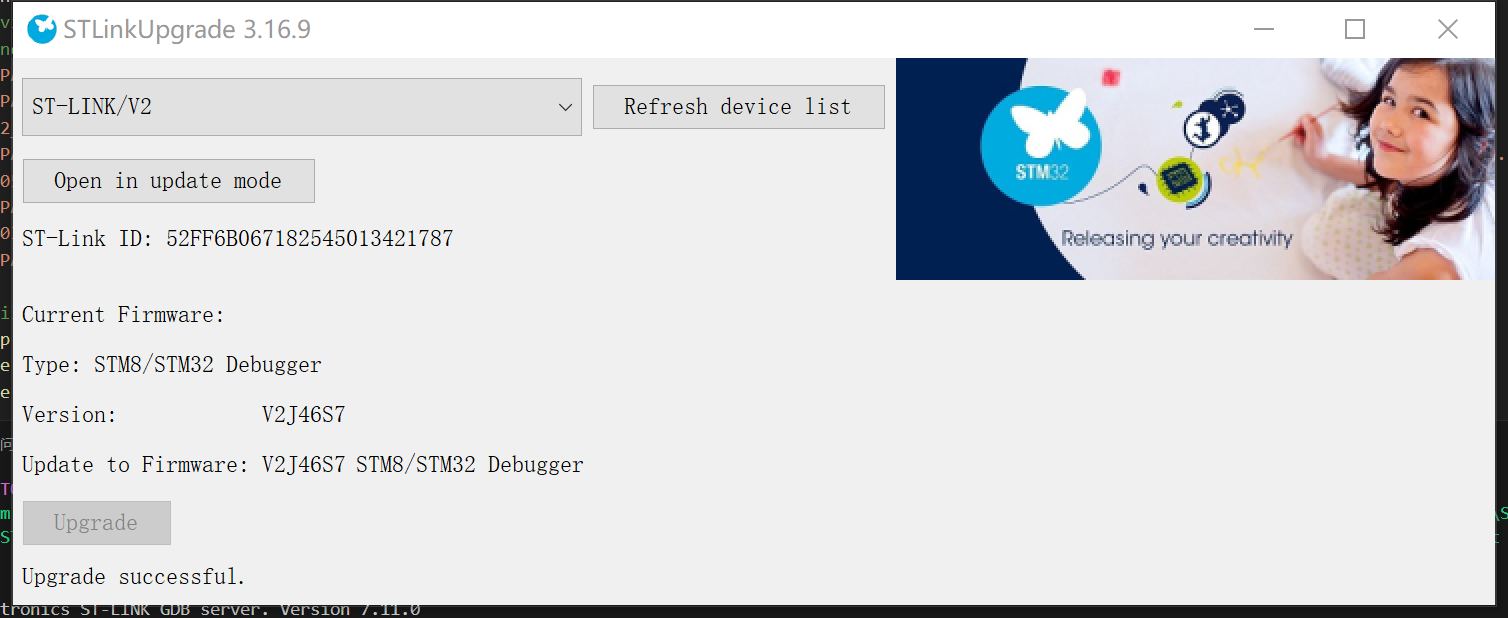 STLinkUpgrade 3.16.9
ST-LINK/V2
Refresh device list
Open in update mode
STM32
Releasing your creativity
ST-Link ID: 52FF6B067182545013421787
Current Firmware:
Type: STM8/STM32 Debugger
Version: V2J46S7
Update to Firmware: V2J46S7 STM8/STM32 Debugger
Upgrade
Upgrade successful.
tronics ST-LINK GDB server. Version 7.11.0